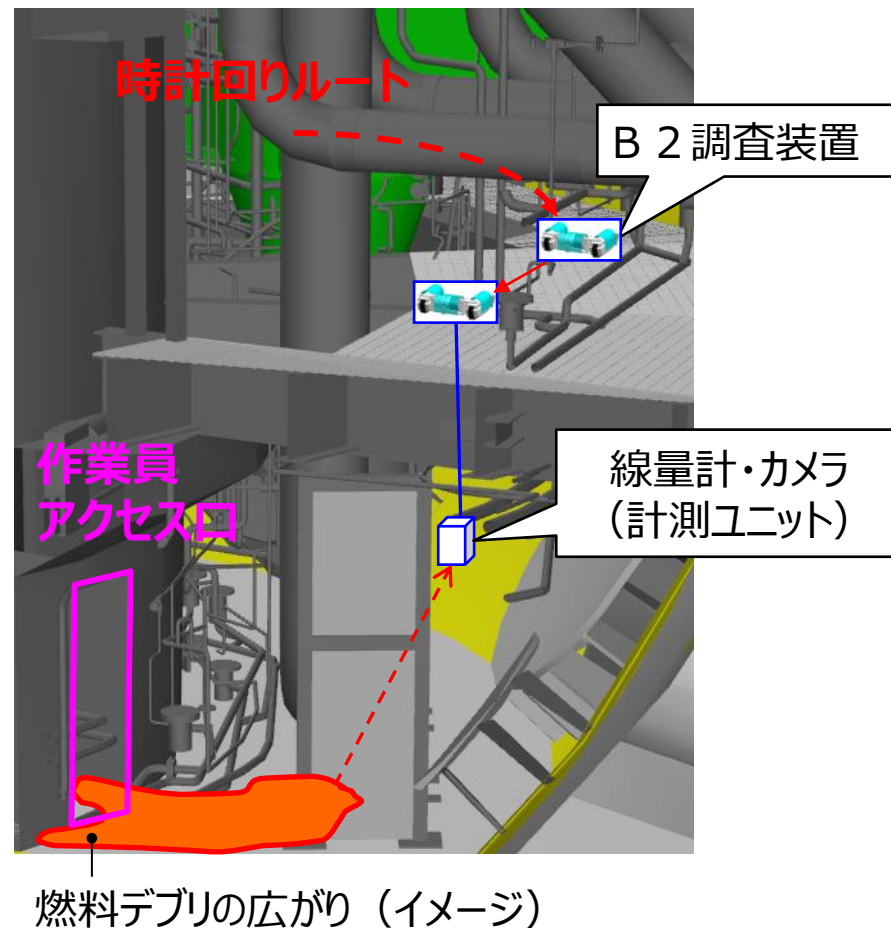 時計回りルート
B2調査装置
線量計・カメラ
（計測ユニット）
作業員
アクセス口
燃料デブリの広がり（イメージ）